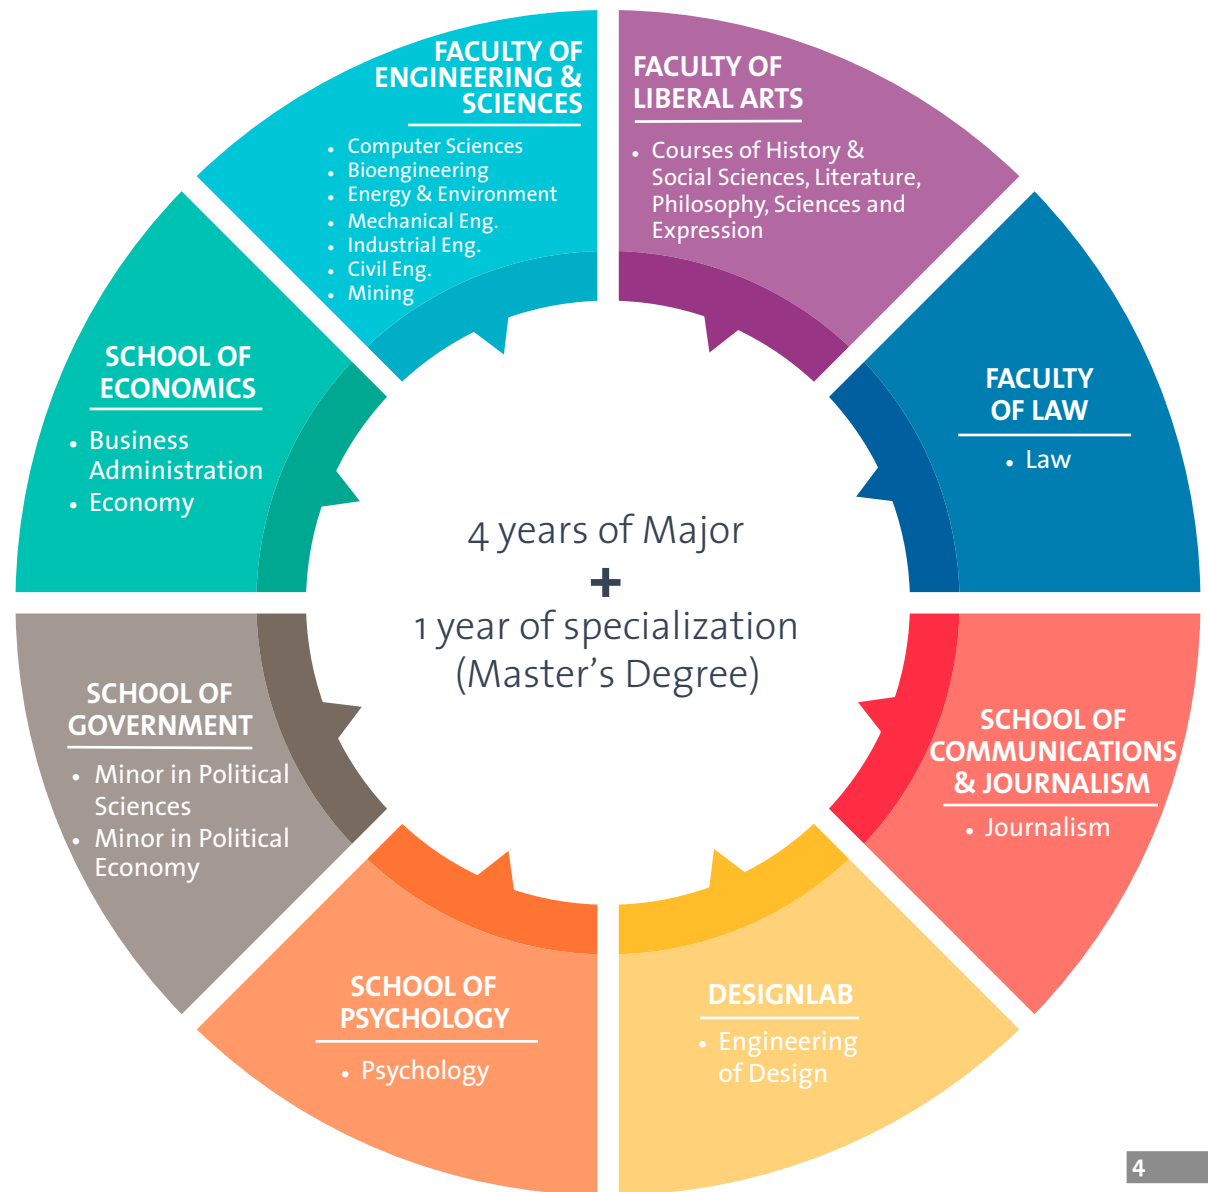 FACULTY OF
ENGINEERING &
SCIENCES
• Computer Sciences
• Bioengineering
• Energy & Environment
• Mechanical Eng.
• Industrial Eng.
• Civil Eng.
• Mining
FACULTY OF
LIBERAL ARTS
• Courses of History &
Social Sciences, Literature,
Philosophy, Sciences and
Expression
SCHOOL OF
ECONOMICS
• Business
Administration
• Economy
FACULTY
OF LAW
• Law
4 years of Major
+
1 year of specialization
(Master's Degree)
SCHOOL OF
GOVERNMENT
• Minor in Political
Sciences
• Minor in Political
Economy
SCHOOL OF
COMMUNICATIONS
& JOURNALISM
• Journalism
SCHOOL OF
PSYCHOLOGY
• Psychology
DESIGNLAB
• Engineering
of Design
4